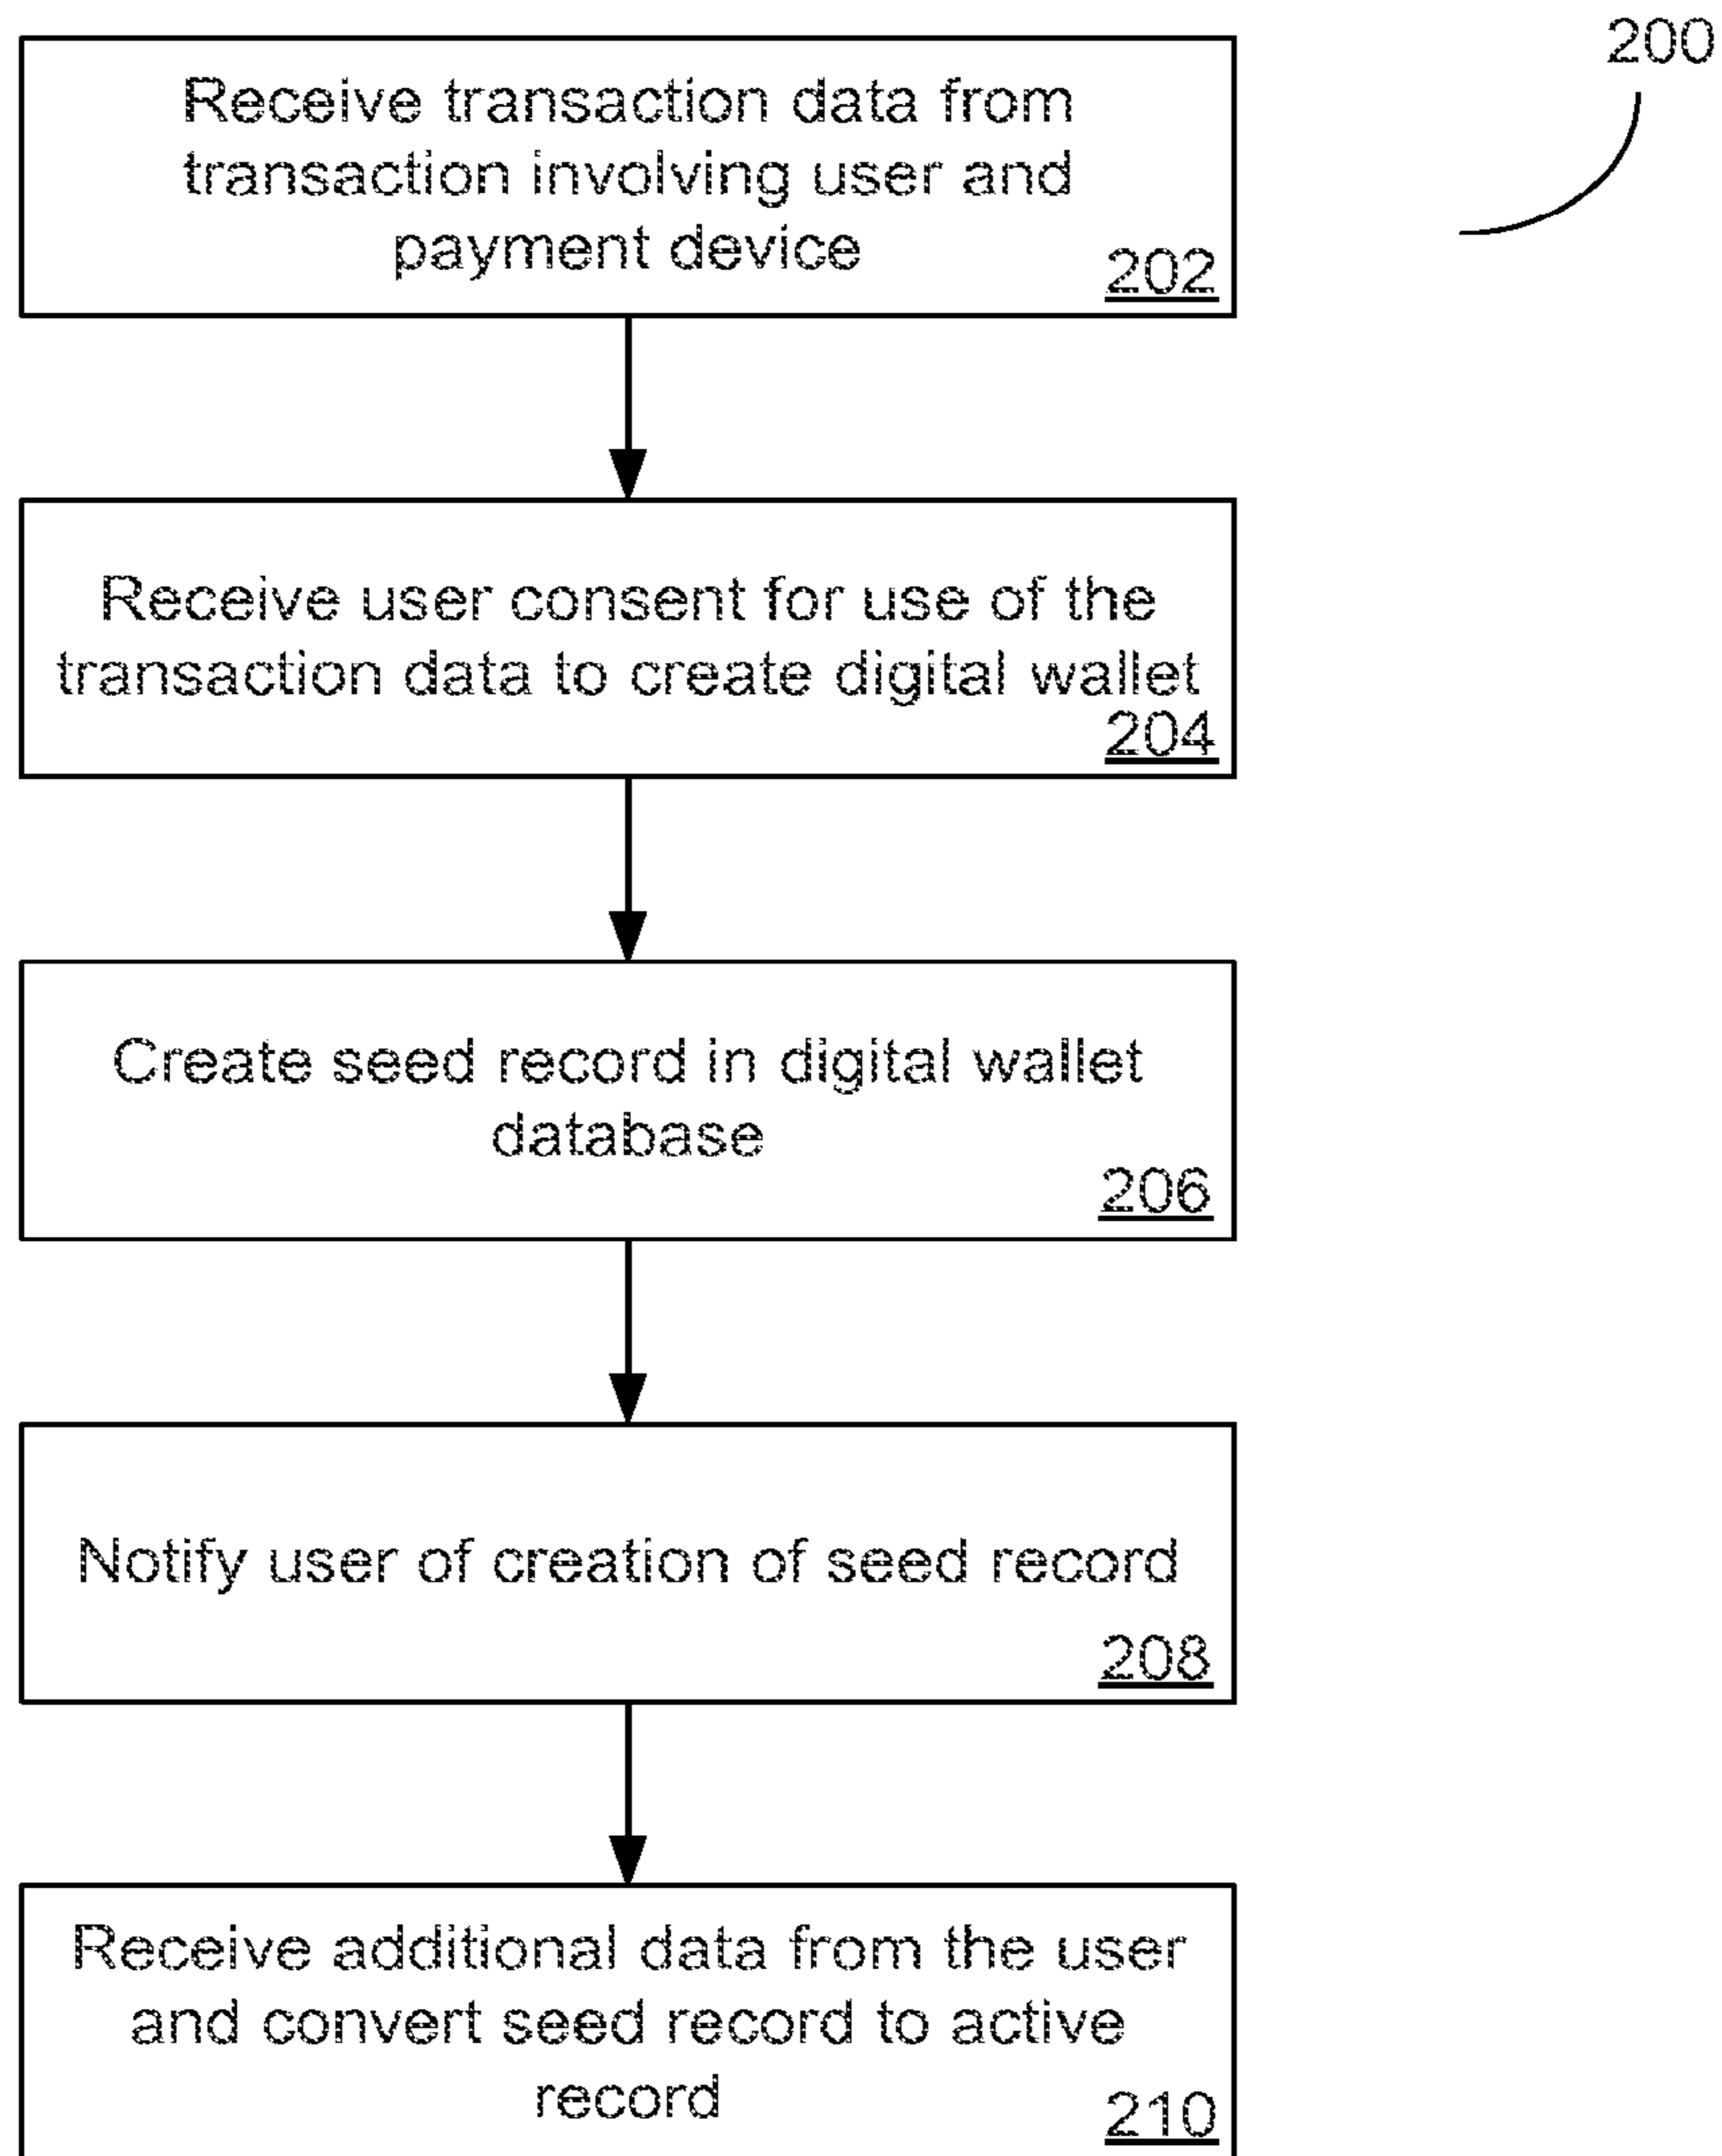 200
Receive transaction data from
transaction involving user and
payment device
202
Receive user consent for use of the
transaction data to create digital wallet
204
Create seed record in digital wallet
database
206
Notify user of creation of seed record
208
Receive additional data from the user
and convert seed record to active
record
210